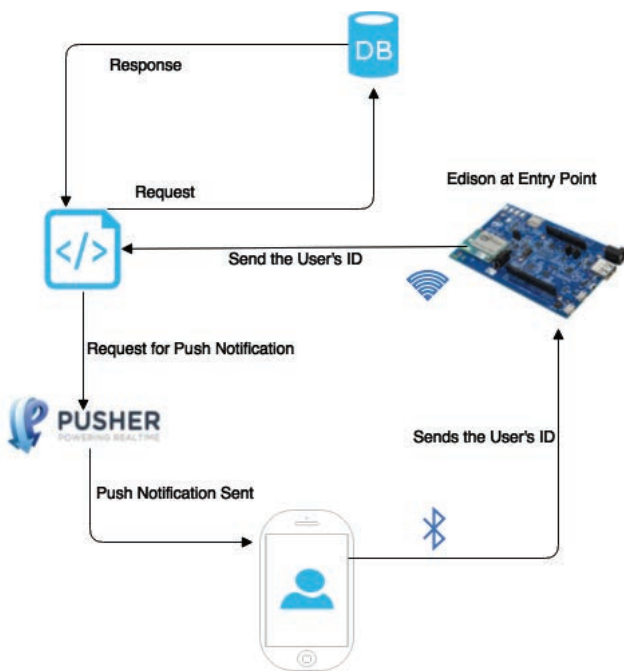 DB
Response
Request
Edison at Entry Point
</>
Send the User's ID
Request for Push Notification
PUSHER
POWERING REALTIME
Sends the User's ID
Push Notification Sent